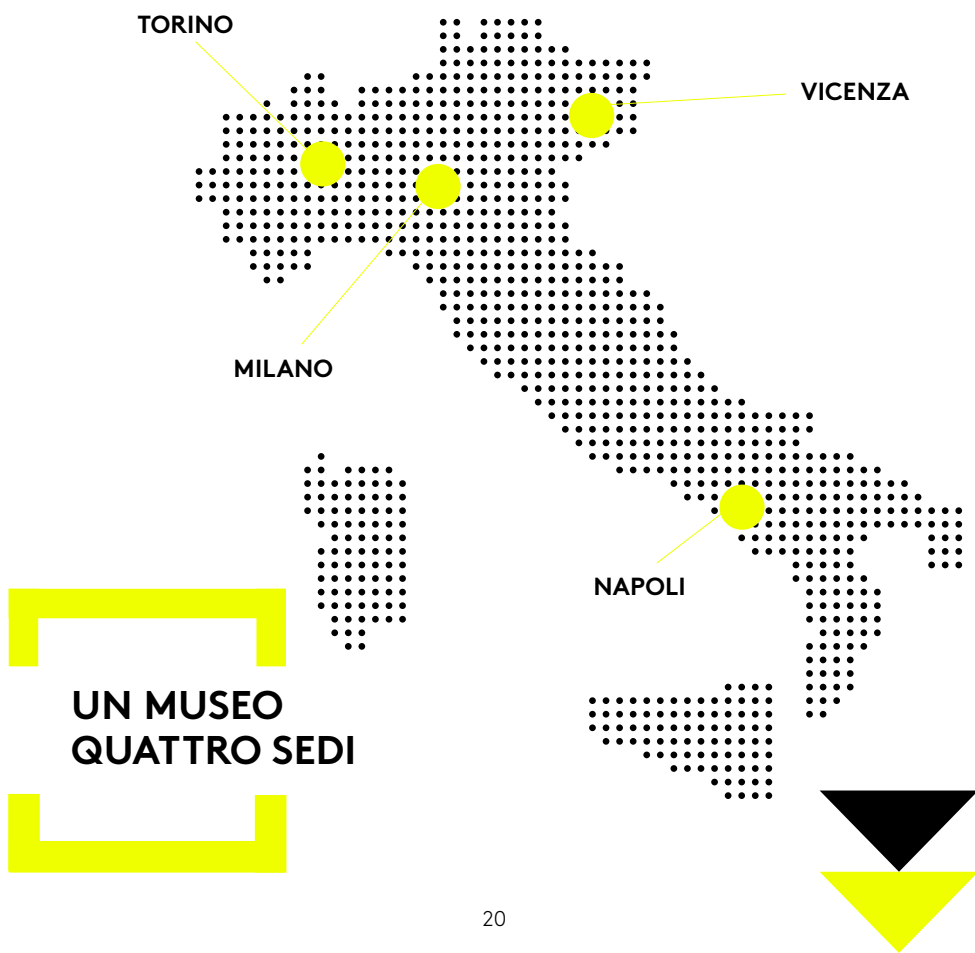 TORINO
VICENZA
MILANO
NAPOLI
UN MUSEO
QUATTRO SEDI
20